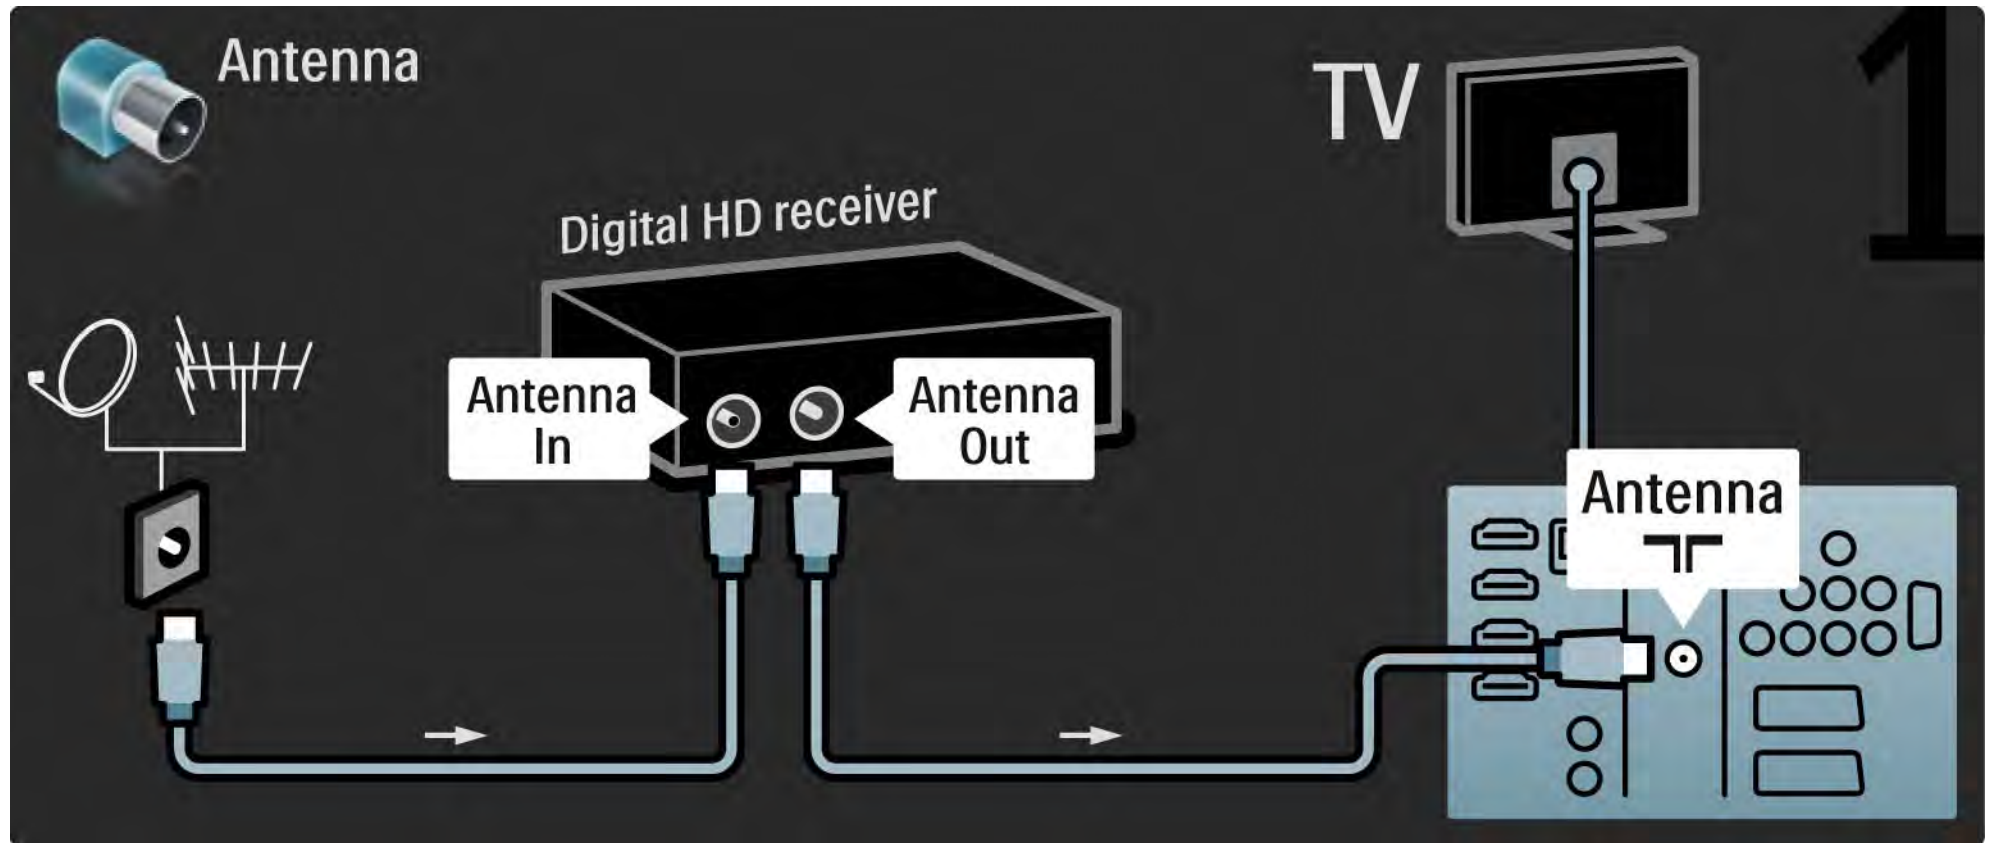 Antenna
TV
1
Digital HD receiver
Antenna
In
Antenna
Out
Antenna